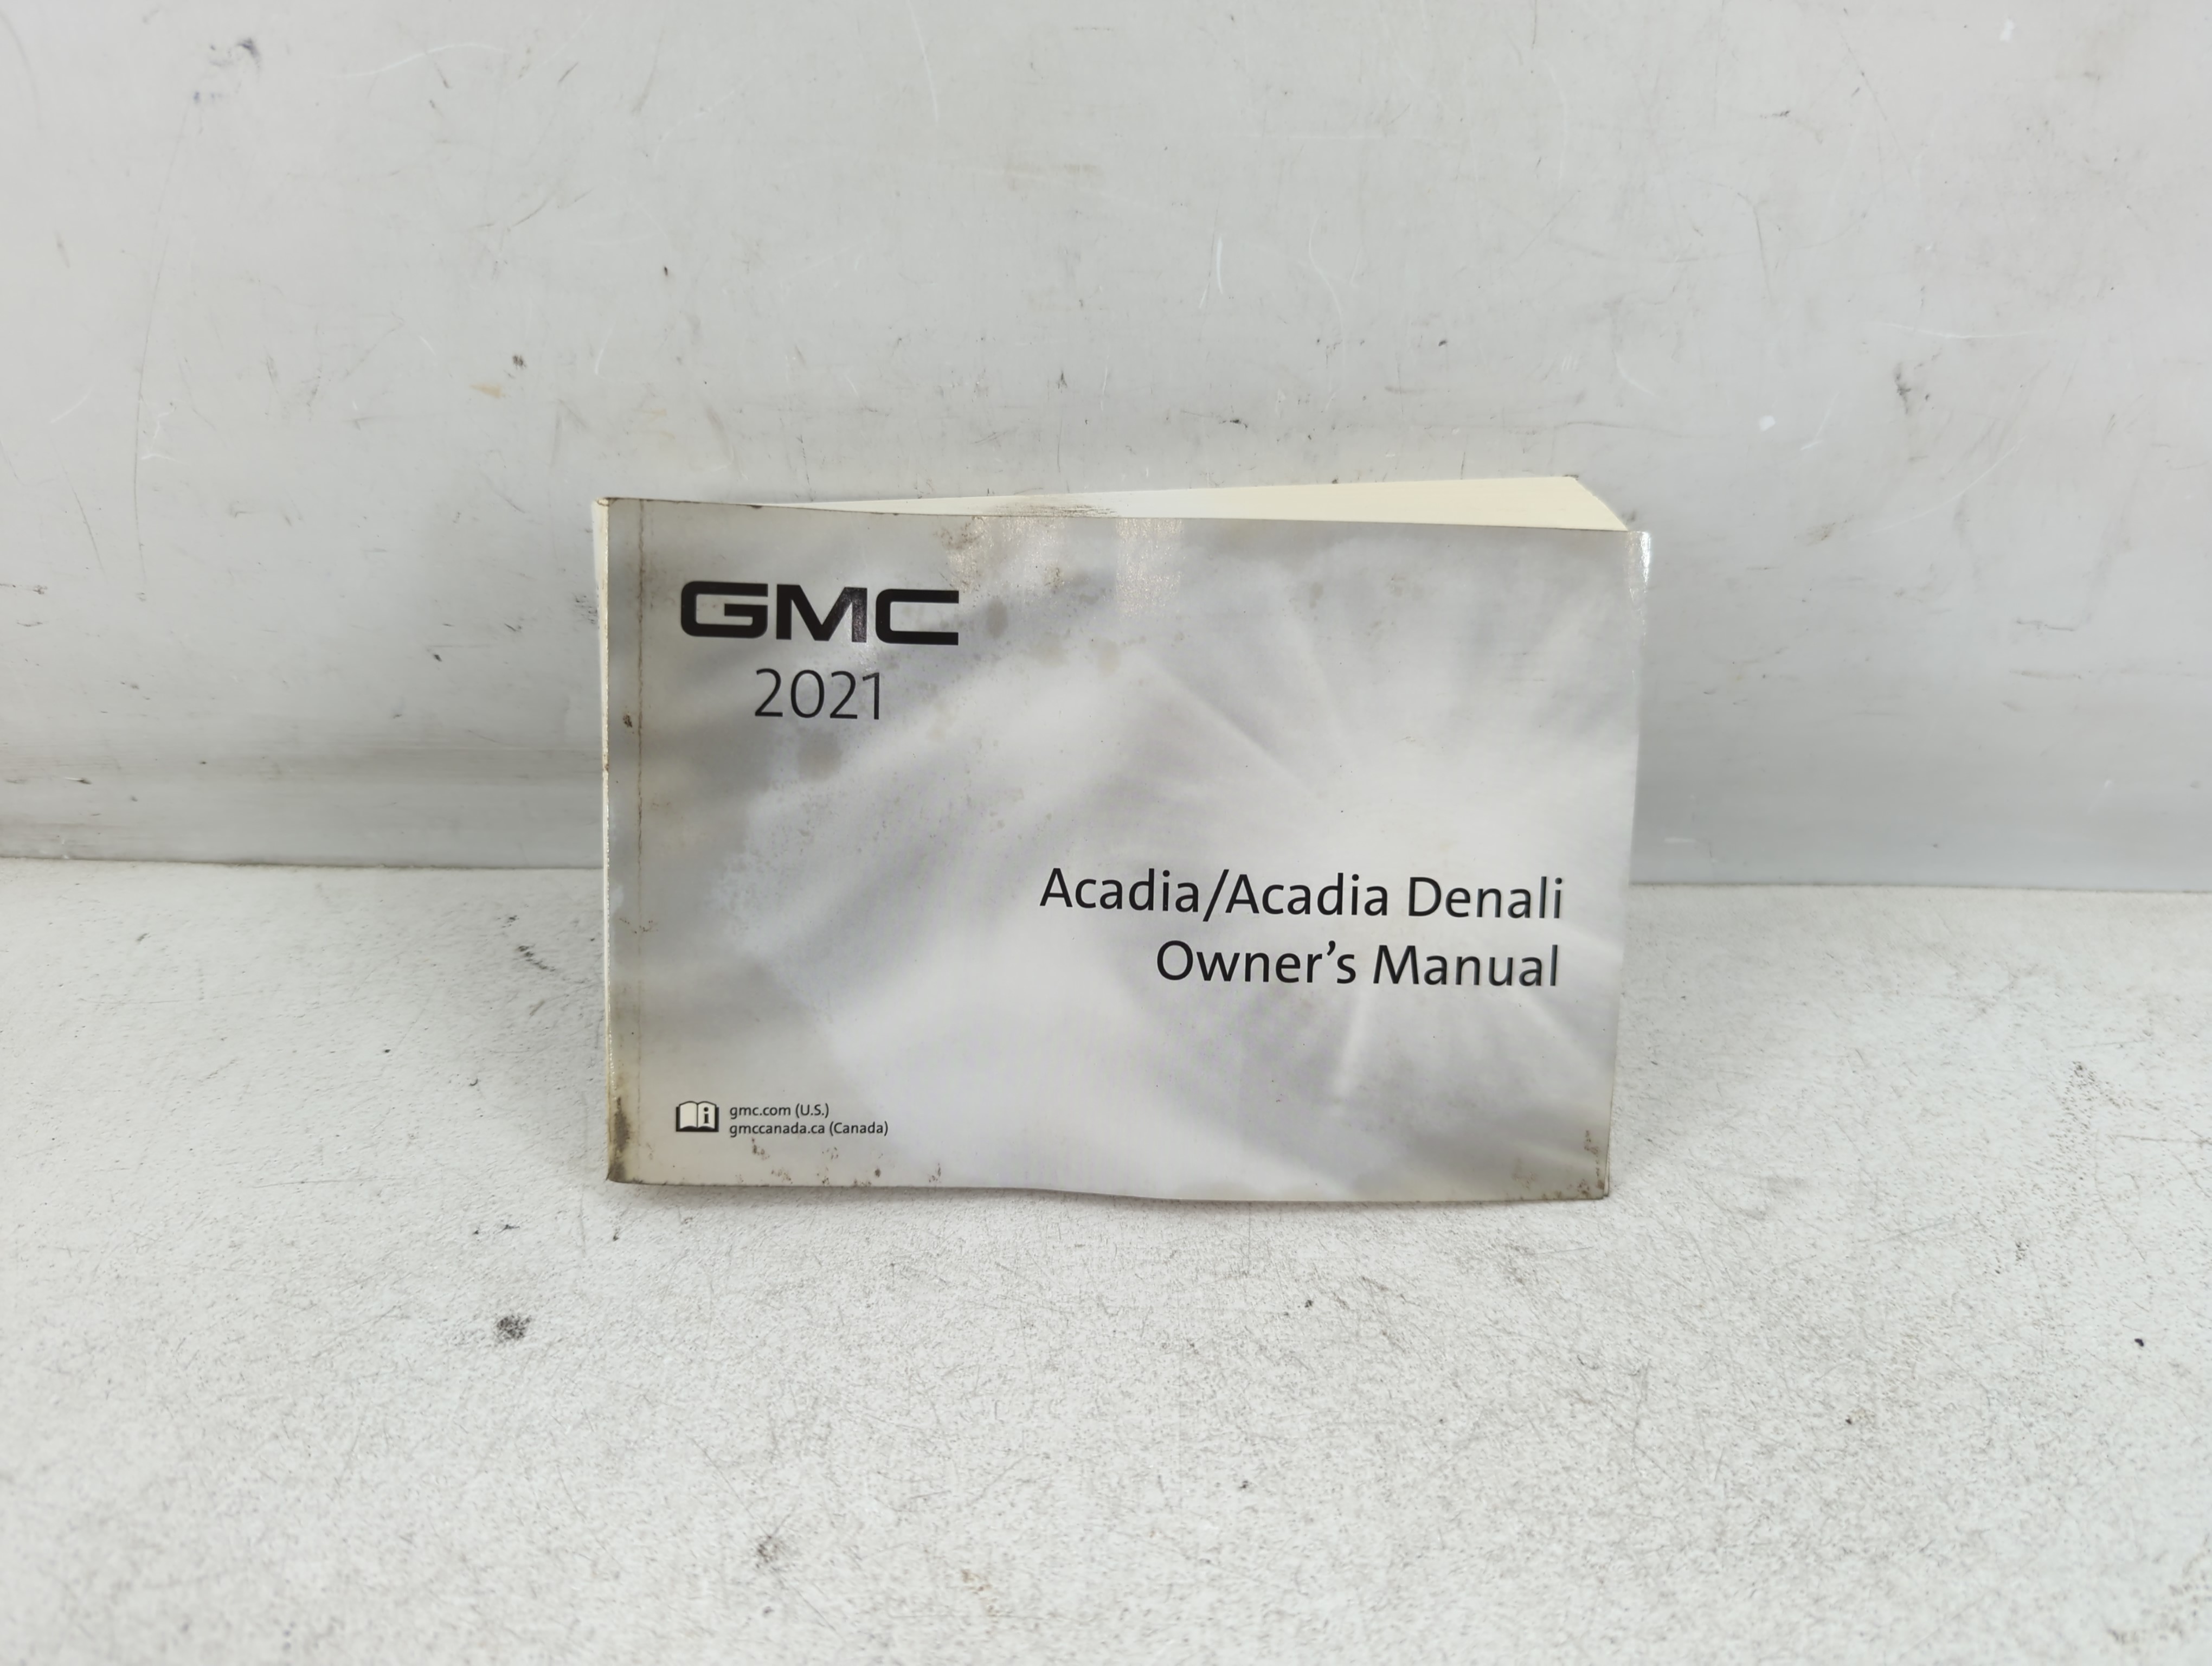 GMC
2021
Acadia/Acadia Denali
Owner's Manual
gmc.com (U.S.)
gmccanada.ca (Canada)